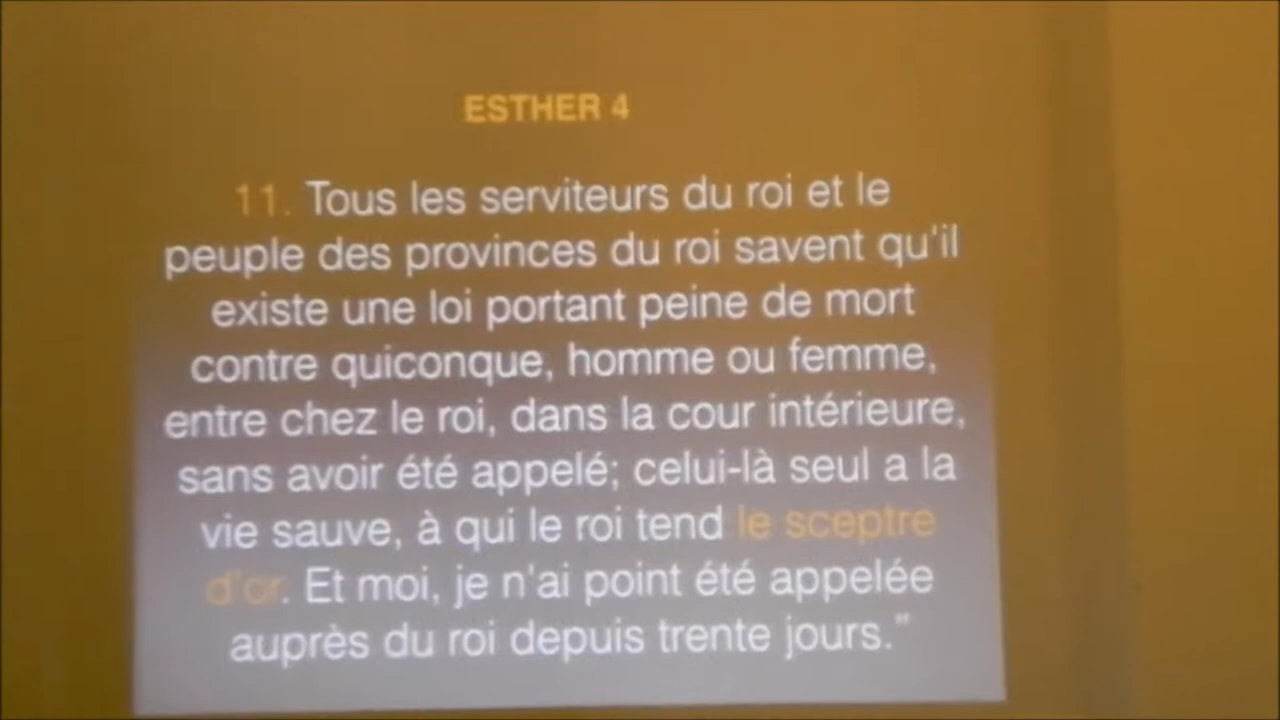 ESTHER 4
11. Tous les serviteurs du roi et le
peuple des provinces du roi savent qu'il
existe une loi portant peine de mort
contre quiconque, homme ou femme,
entre chez le roi, dans la cour intérieure,
sans avoir été appelé; celui-là seul a la
vie sauve, à qui le roi tend le sceptre
d'or. Et moi, je n'ai point été appelée
auprès du roi depuis trente jours."